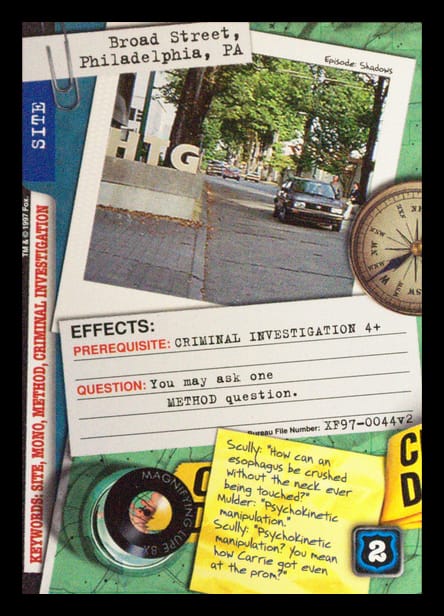 Broad Street,
Philadelphia, PA
Episode: Shadows
SITE
HTG
TM & © 1997 Fox.
KEYWORDS: SITE, MONO, METHOD, CRIMINAL INVESTIGATION
EFFECTS:
PREREQUISITE: CRIMINAL INVESTIGATION 4+
QUESTION: You may ask one
METHOD question.
Bureau File Number: XF97-0044v2
Scully: "How can an
esophagus be crushed
without the neck ever
being touched?"
Mulder: "Psychokinetic
manipulation."
Scully: "Psychokinetic
manipulation? You mean
how Carrie got even
at the prom?"
MAGNIFYING LUPE 8X
2